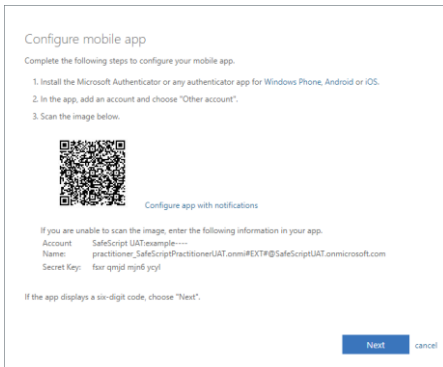 Configure mobile app
Complete the following steps to configure your mobile app.
1. Install the Microsoft Authenticator or any authenticator app for Windows Phone, Android or iOS.
2. In the app, add an account and choose "Other account".
3. Scan the image below.
Configure app with notifications
If you are unable to scan the image, enter the following information in your app.
Account SafeScript UAT:example----
Name: practitioner_SafeScriptPractitionerUAT.onmi#EXT#@SafeScriptUAT.onmicrosoft.com
Secret Key: fsxr qmjd mjn6 ycyl
If the app displays a six-digit code, choose "Next".
Next cancel